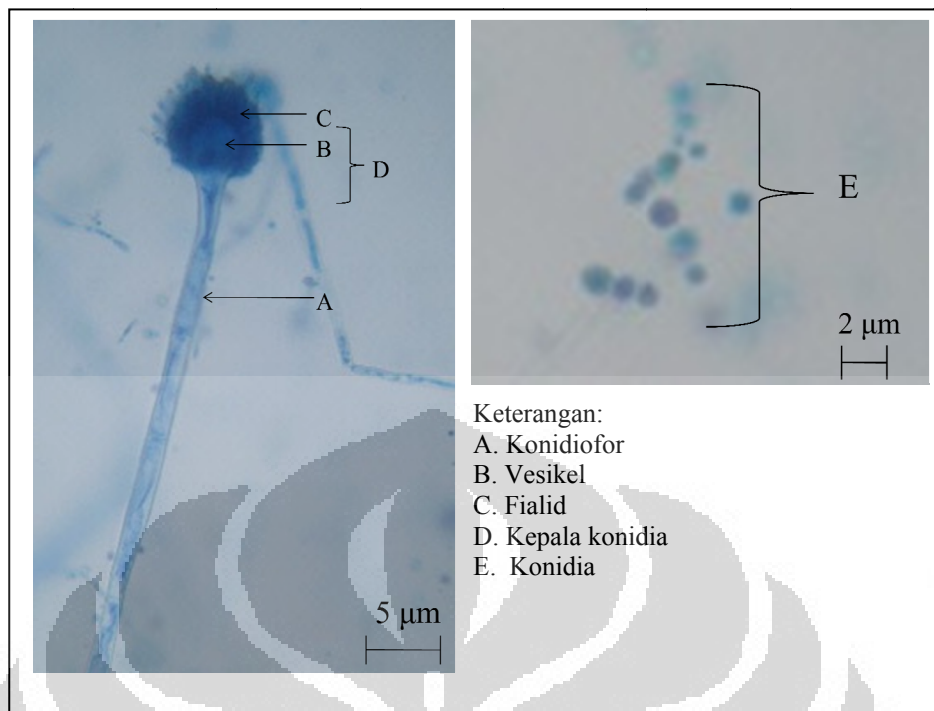 C
B
D
A
5 μm
E
2 μm
Keterangan:
A. Konidiofor
B. Vesikel
C. Fialid
D. Kepala konidia
E. Konidia